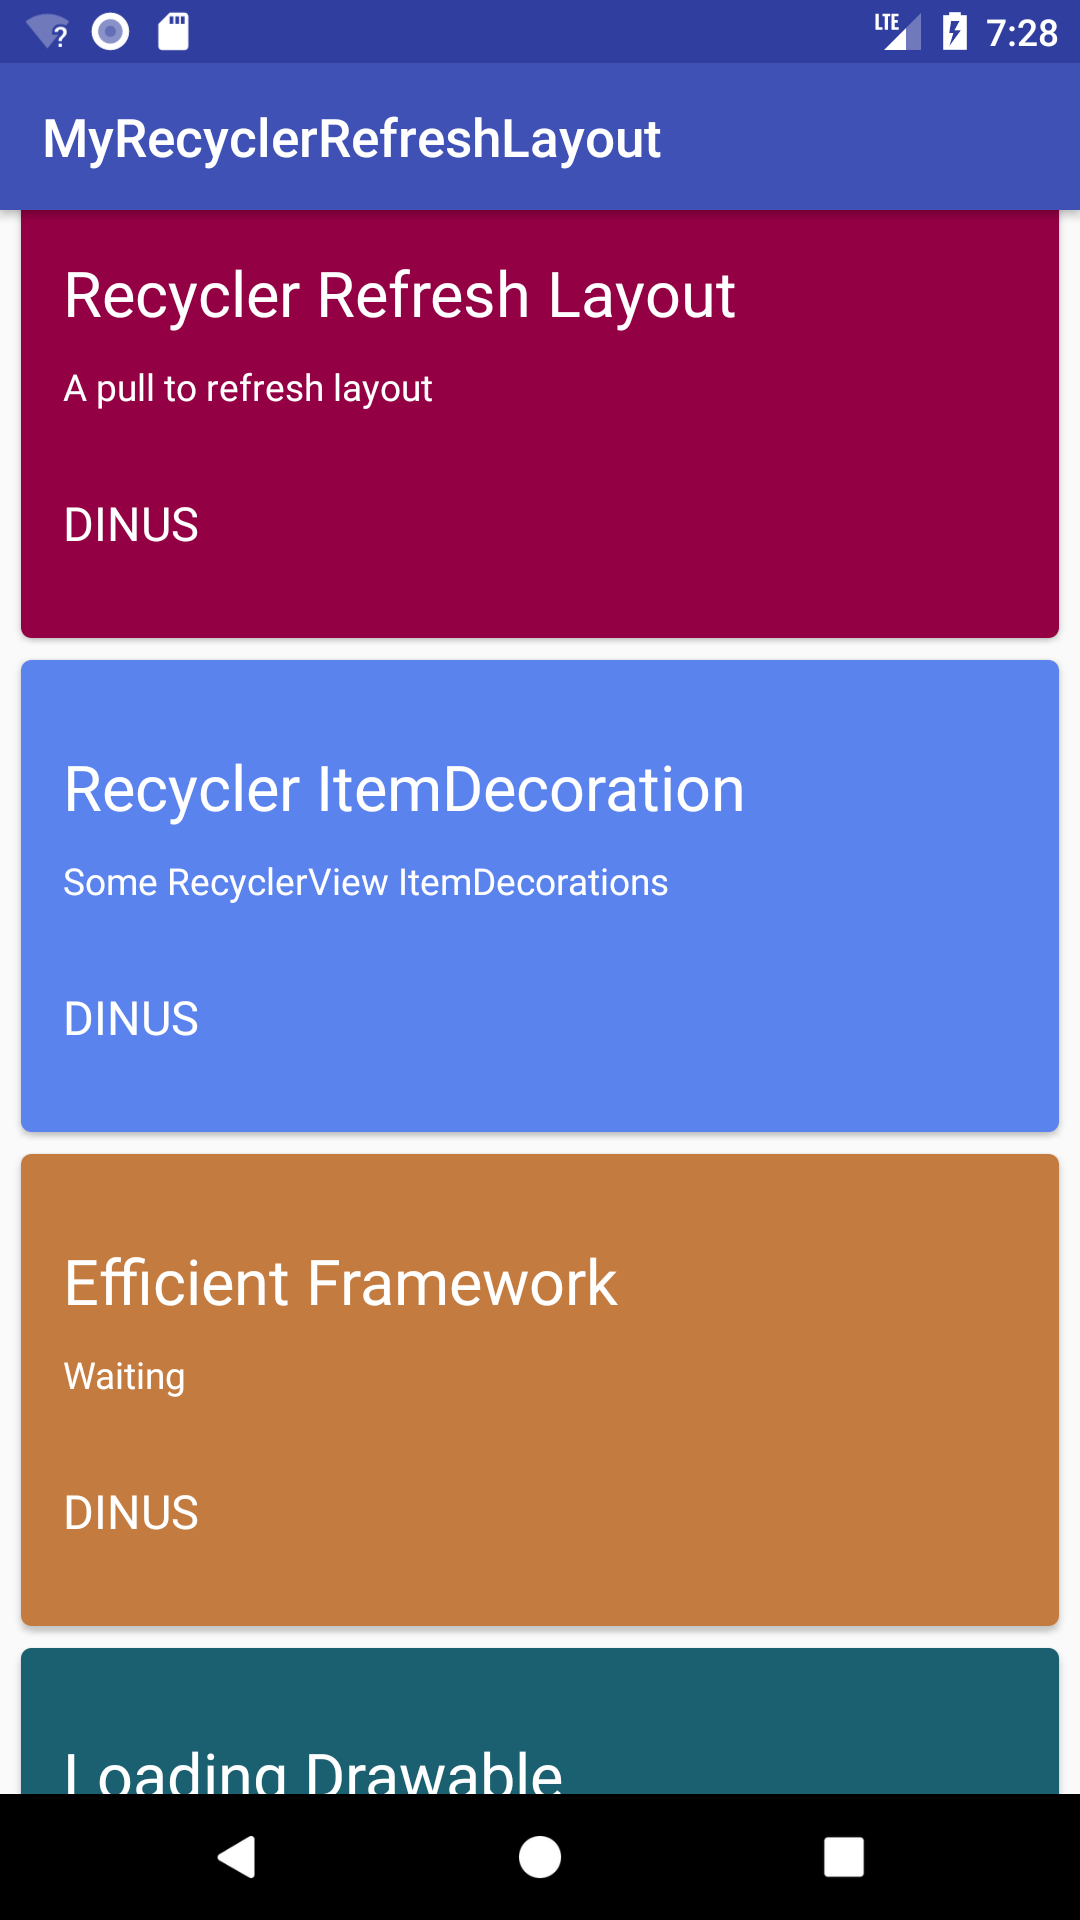 LTE 7:28
MyRecyclerRefreshLayout
Recycler Refresh Layout
A pull to refresh layout
DINUS
Recycler ItemDecoration
Some RecyclerView ItemDecorations
DINUS
Efficient Framework
Waiting
DINUS
Loading Drawable